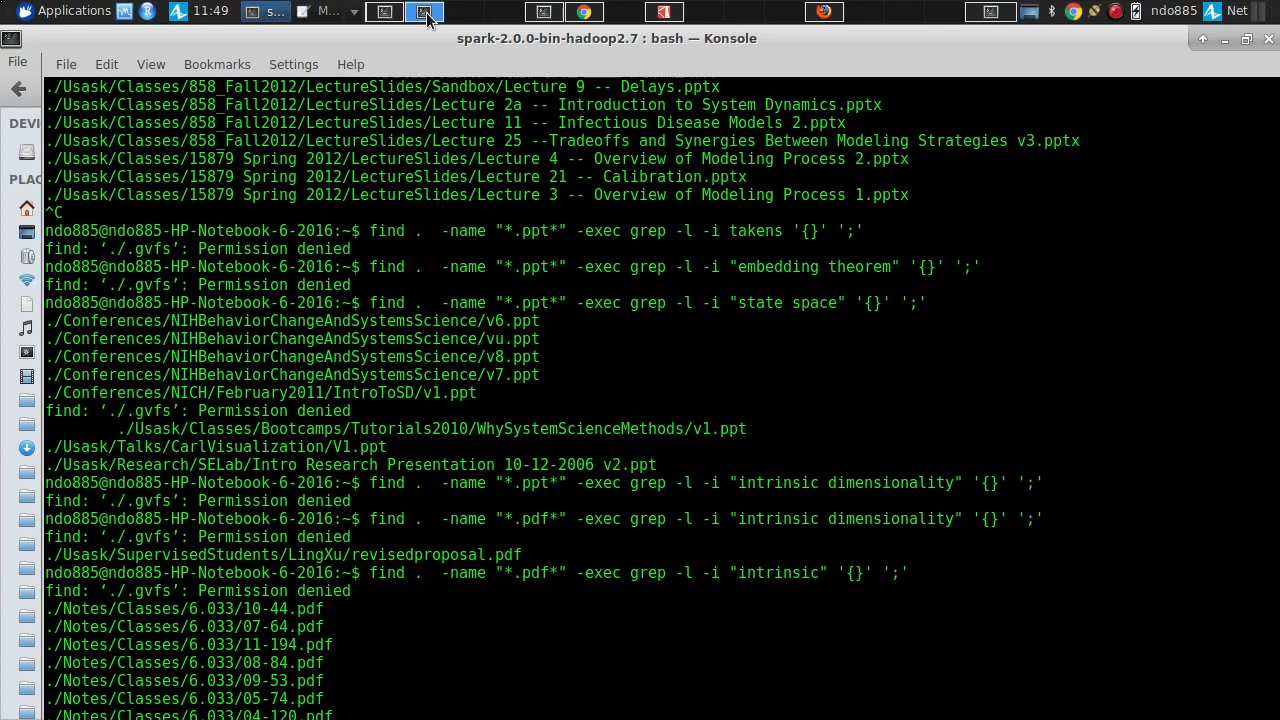 Applications 11:49 s... M... ndo885 Net
spark-2.0.0-bin-hadoop2.7 : bash — Konsole
File File Edit View Bookmarks Settings Help
./Usask/Classes/858_Fall2012/LectureSlides/Sandbox/Lecture 9 -- Delays.pptx
./Usask/Classes/858_Fall2012/LectureSlides/Lecture 2a -- Introduction to System Dynamics.pptx
./Usask/Classes/858_Fall2012/LectureSlides/Lecture 11 -- Infectious Disease Models 2.pptx
./Usask/Classes/858_Fall2012/LectureSlides/Lecture 25 --Tradeoffs and Synergies Between Modeling Strategies v3.pptx
./Usask/Classes/15879 Spring 2012/LectureSlides/Lecture 4 -- Overview of Modeling Process 2.pptx
./Usask/Classes/15879 Spring 2012/LectureSlides/Lecture 21 -- Calibration.pptx
./Usask/Classes/15879 Spring 2012/LectureSlides/Lecture 3 -- Overview of Modeling Process 1.pptx
^C
ndo885@ndo885-HP-Notebook-6-2016:~$ find .  -name "*.ppt*" -exec grep -l -i takens '{}' ';'
find: ‘./.gvfs’: Permission denied
ndo885@ndo885-HP-Notebook-6-2016:~$ find .  -name "*.ppt*" -exec grep -l -i "embedding theorem" '{}' ';'
find: ‘./.gvfs’: Permission denied
ndo885@ndo885-HP-Notebook-6-2016:~$ find .  -name "*.ppt*" -exec grep -l -i "state space" '{}' ';'
./Conferences/NIHBehaviorChangeAndSystemsScience/v6.ppt
./Conferences/NIHBehaviorChangeAndSystemsScience/vu.ppt
./Conferences/NIHBehaviorChangeAndSystemsScience/v8.ppt
./Conferences/NIHBehaviorChangeAndSystemsScience/v7.ppt
./Conferences/NICH/February2011/IntroToSD/v1.ppt
find: ‘./.gvfs’: Permission denied
./Usask/Classes/Bootcamps/Tutorials2010/WhySystemScienceMethods/v1.ppt
./Usask/Talks/CarlVisualization/V1.ppt
./Usask/Research/SELab/Intro Research Presentation 10-12-2006 v2.ppt
ndo885@ndo885-HP-Notebook-6-2016:~$ find .  -name "*.ppt*" -exec grep -l -i "intrinsic dimensionality" '{}' ';'
find: ‘./.gvfs’: Permission denied
ndo885@ndo885-HP-Notebook-6-2016:~$ find .  -name "*.pdf*" -exec grep -l -i "intrinsic dimensionality" '{}' ';'
find: ‘./.gvfs’: Permission denied
./Usask/SupervisedStudents/LingXu/revisedproposal.pdf
ndo885@ndo885-HP-Notebook-6-2016:~$ find .  -name "*.pdf*" -exec grep -l -i "intrinsic" '{}' ';'
find: ‘./.gvfs’: Permission denied
./Notes/Classes/6.033/10-44.pdf
./Notes/Classes/6.033/07-64.pdf
./Notes/Classes/6.033/11-194.pdf
./Notes/Classes/6.033/08-84.pdf
./Notes/Classes/6.033/09-53.pdf
./Notes/Classes/6.033/05-74.pdf
./Notes/Classes/6.033/04-120.pdf
DEVI
PLAC